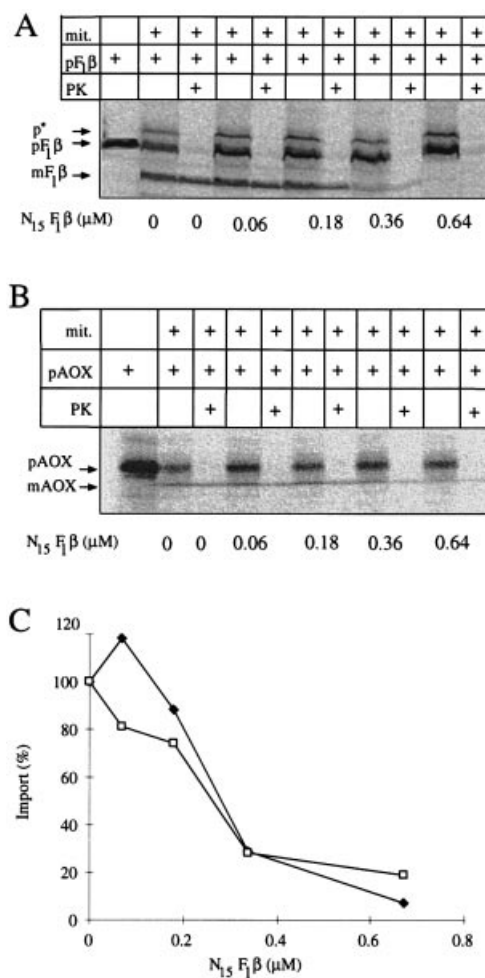 A
mit. + + + + + + + + + +
pF₁β + + + + + + + + + + +
PK + + + + +
p*
pF₁β
mF₁β
N₁₅ F₁β (μM) 0 0 0.06 0.18 0.36 0.64
B
mit. + + + + + + + + + +
pAOX + + + + + + + + + + +
PK + + + + +
pAOX
mAOX
N₁₅ F₁β (μM) 0 0 0.06 0.18 0.36 0.64
C
120
100
80
60
40
20
0
Import (%)
0 0.2 0.4 0.6 0.8
N₁₅ F₁β (μM)